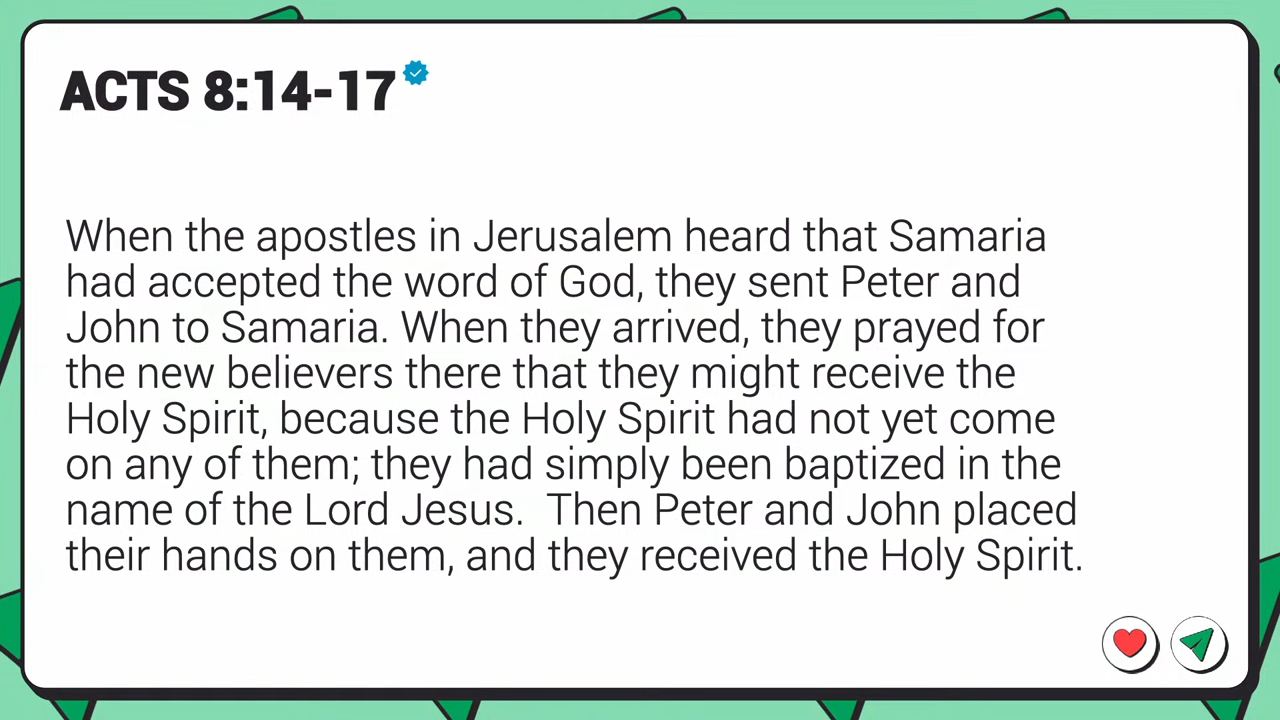 ACTS 8:14-17
When the apostles in Jerusalem heard that Samaria
had accepted the word of God, they sent Peter and
John to Samaria. When they arrived, they prayed for
the new believers there that they might receive the
Holy Spirit, because the Holy Spirit had not yet come
on any of them; they had simply been baptized in the
name of the Lord Jesus.  Then Peter and John placed
their hands on them, and they received the Holy Spirit.